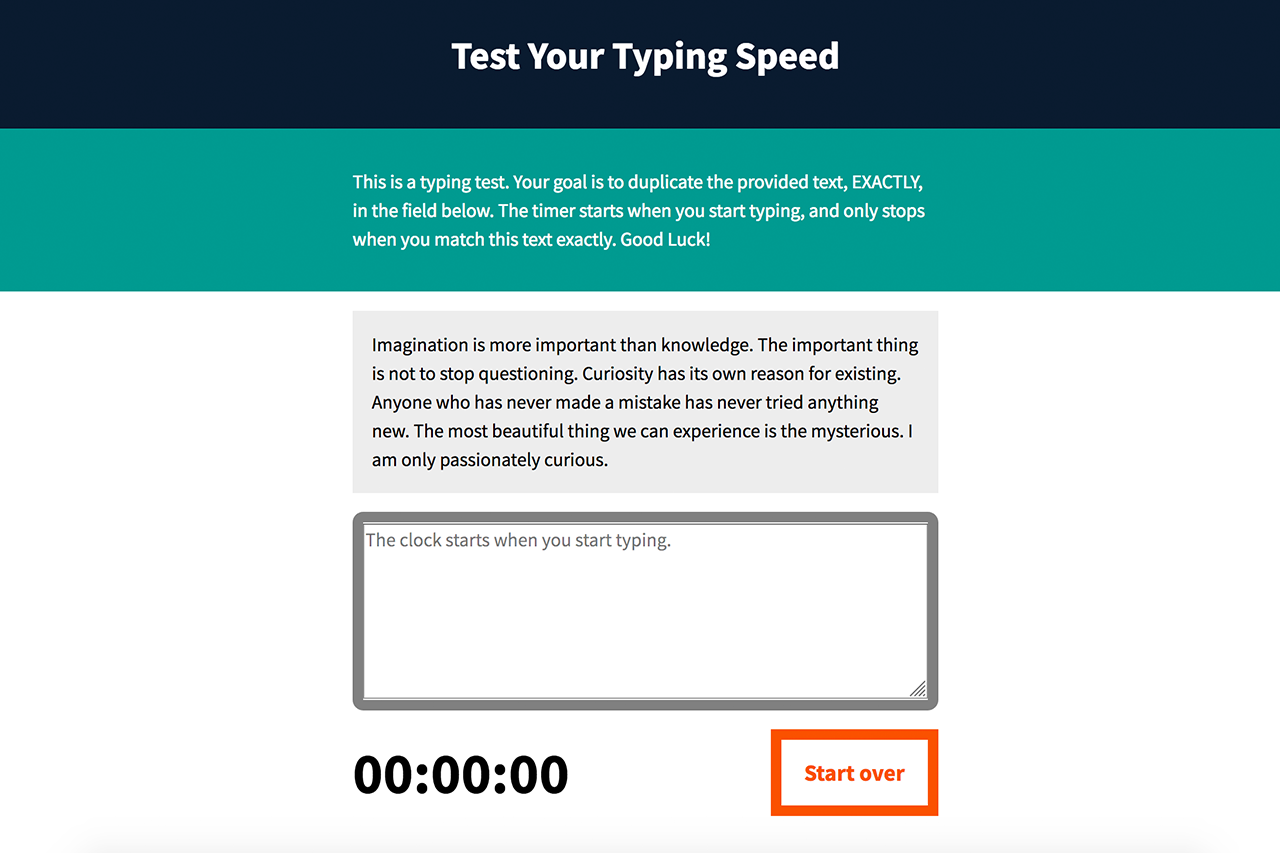 Test Your Typing Speed
This is a typing test. Your goal is to duplicate the provided text, EXACTLY,
in the field below. The timer starts when you start typing, and only stops
when you match this text exactly. Good Luck!
Imagination is more important than knowledge. The important thing
is not to stop questioning. Curiosity has its own reason for existing.
Anyone who has never made a mistake has never tried anything
new. The most beautiful thing we can experience is the mysterious. I
am only passionately curious.
The clock starts when you start typing.
00:00:00
Start over